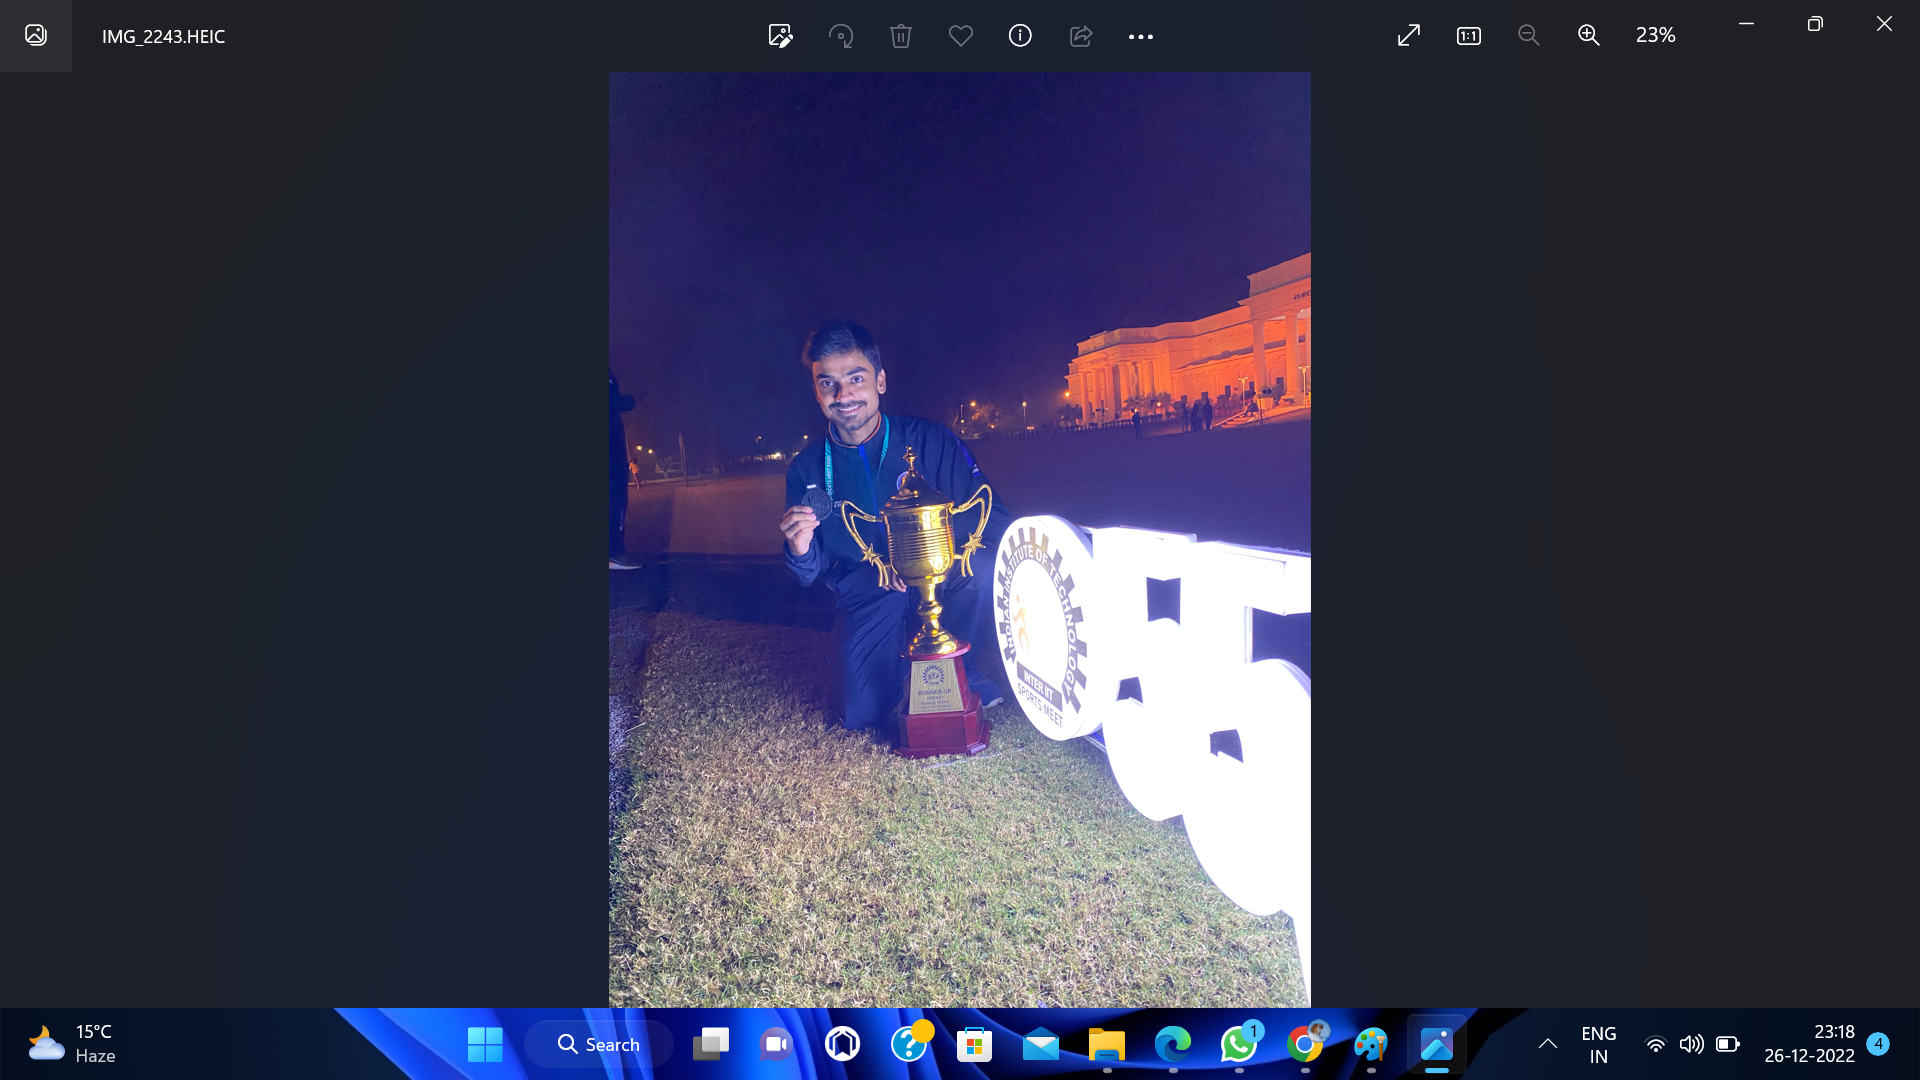 IMG_2243.HEIC
23%
INDIAN INSTITUTE OF TECHNOLOGY
INTER IIT
SPORTS MEET
RUNNER-UP
15°C
Haze
Search
1
ENG
IN
23:18
26-12-2022
4